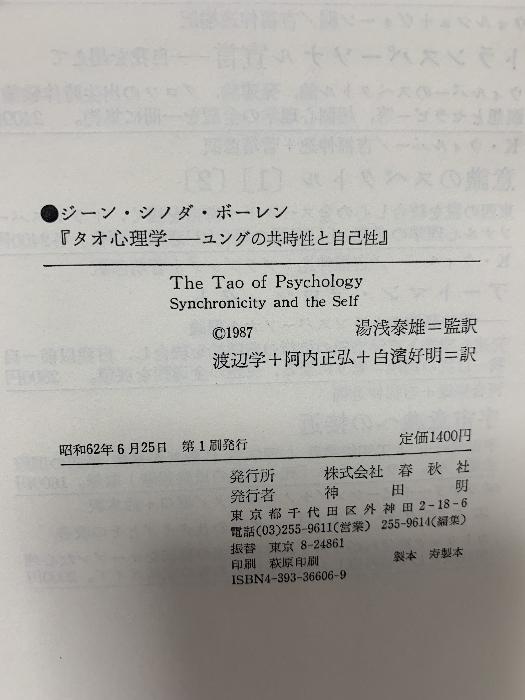 ●ジーン・シノダ・ボーレン
『タオ心理学——ユングの共時性と自己性』
The Tao of Psychology
Synchronicity and the Self
©1987 湯浅泰雄＝監訳
渡辺学＋阿内正弘＋白濱好明＝訳
昭和62年6月25日 第1刷発行 定価1400円
発行所 株式会社 春秋社
発行者 神田明
東京都千代田区外神田2-18-6
電話(03)255-9611(営業) 255-9614(編集)
振替 東京8-24861
印刷 萩原印刷 製本 寿製本
ISBN4-393-36606-9